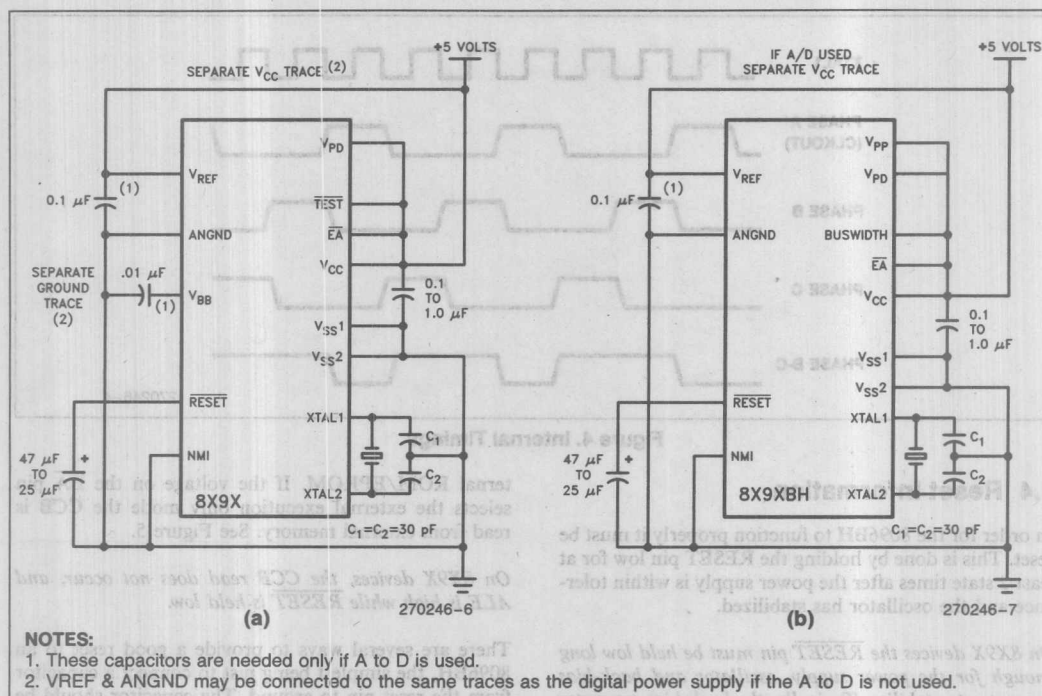 +5 VOLTS
SEPARATE VCC TRACE (2)
VPD
VREF
(1)
0.1 µF
TEST
ANGND
EA
VCC
SEPARATE
GROUND
TRACE
(2)
.01 µF
(1)
VBB
0.1
TO
1.0 µF
VSS1
VSS2
RESET
XTAL1
C1
47 µF
TO
25 µF
+
NMI
C2
8X9X
XTAL2
C1=C2=30 pF
270246-6
(a)
+5 VOLTS
IF A/D USED
SEPARATE VCC TRACE
VPP
VREF
VPD
(1)
0.1 µF
ANGND
BUSWIDTH
EA
VCC
0.1
TO
1.0 µF
VSS1
VSS2
RESET
XTAL1
C1
47 µF
TO
25 µF
+
NMI
C2
8X9XBH
XTAL2
C1=C2=30 pF
270246-7
(b)
NOTES:
1. These capacitors are needed only if A to D is used.
2. VREF & ANGND may be connected to the same traces as the digital power supply if the A to D is not used.